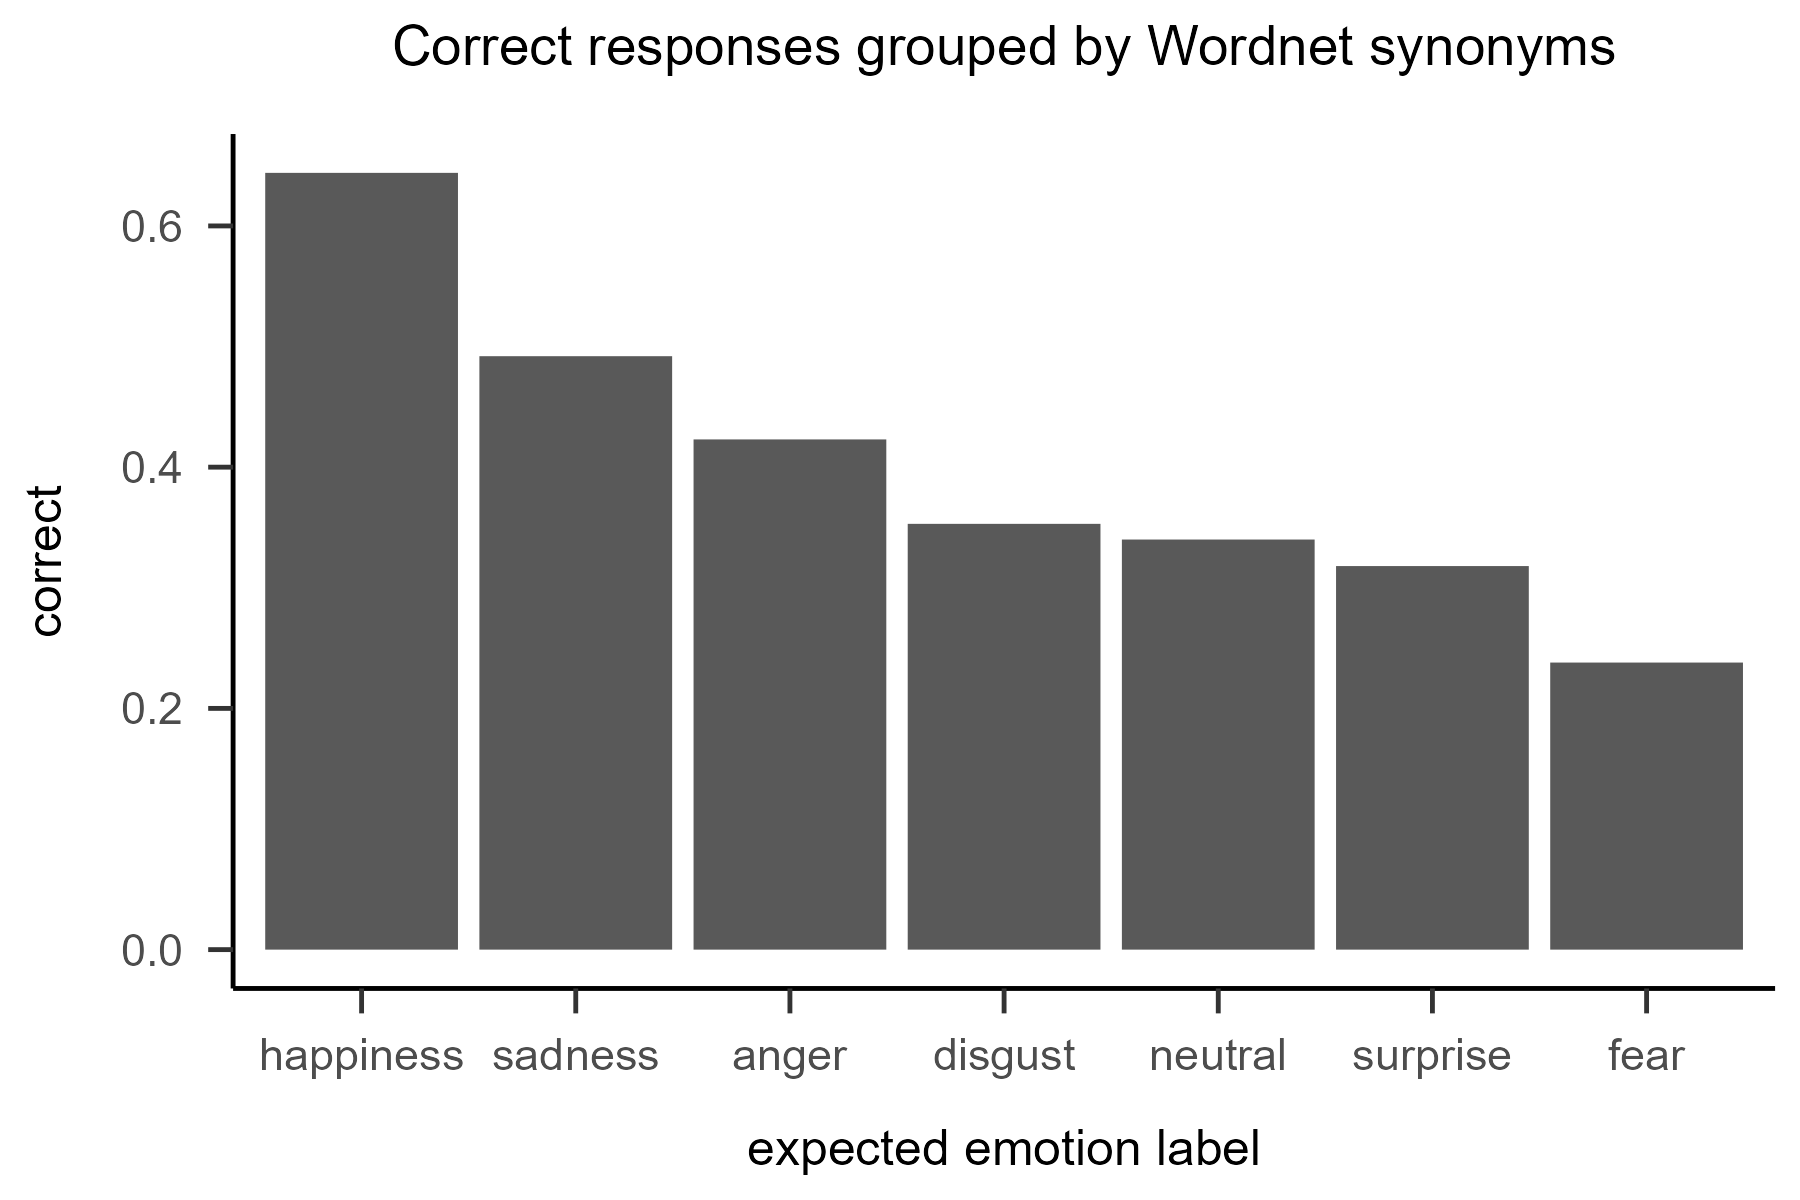 Correct responses grouped by Wordnet synonyms
0.6
0.4
0.2
0.0
correct
happiness sadness anger disgust neutral surprise fear
expected emotion label